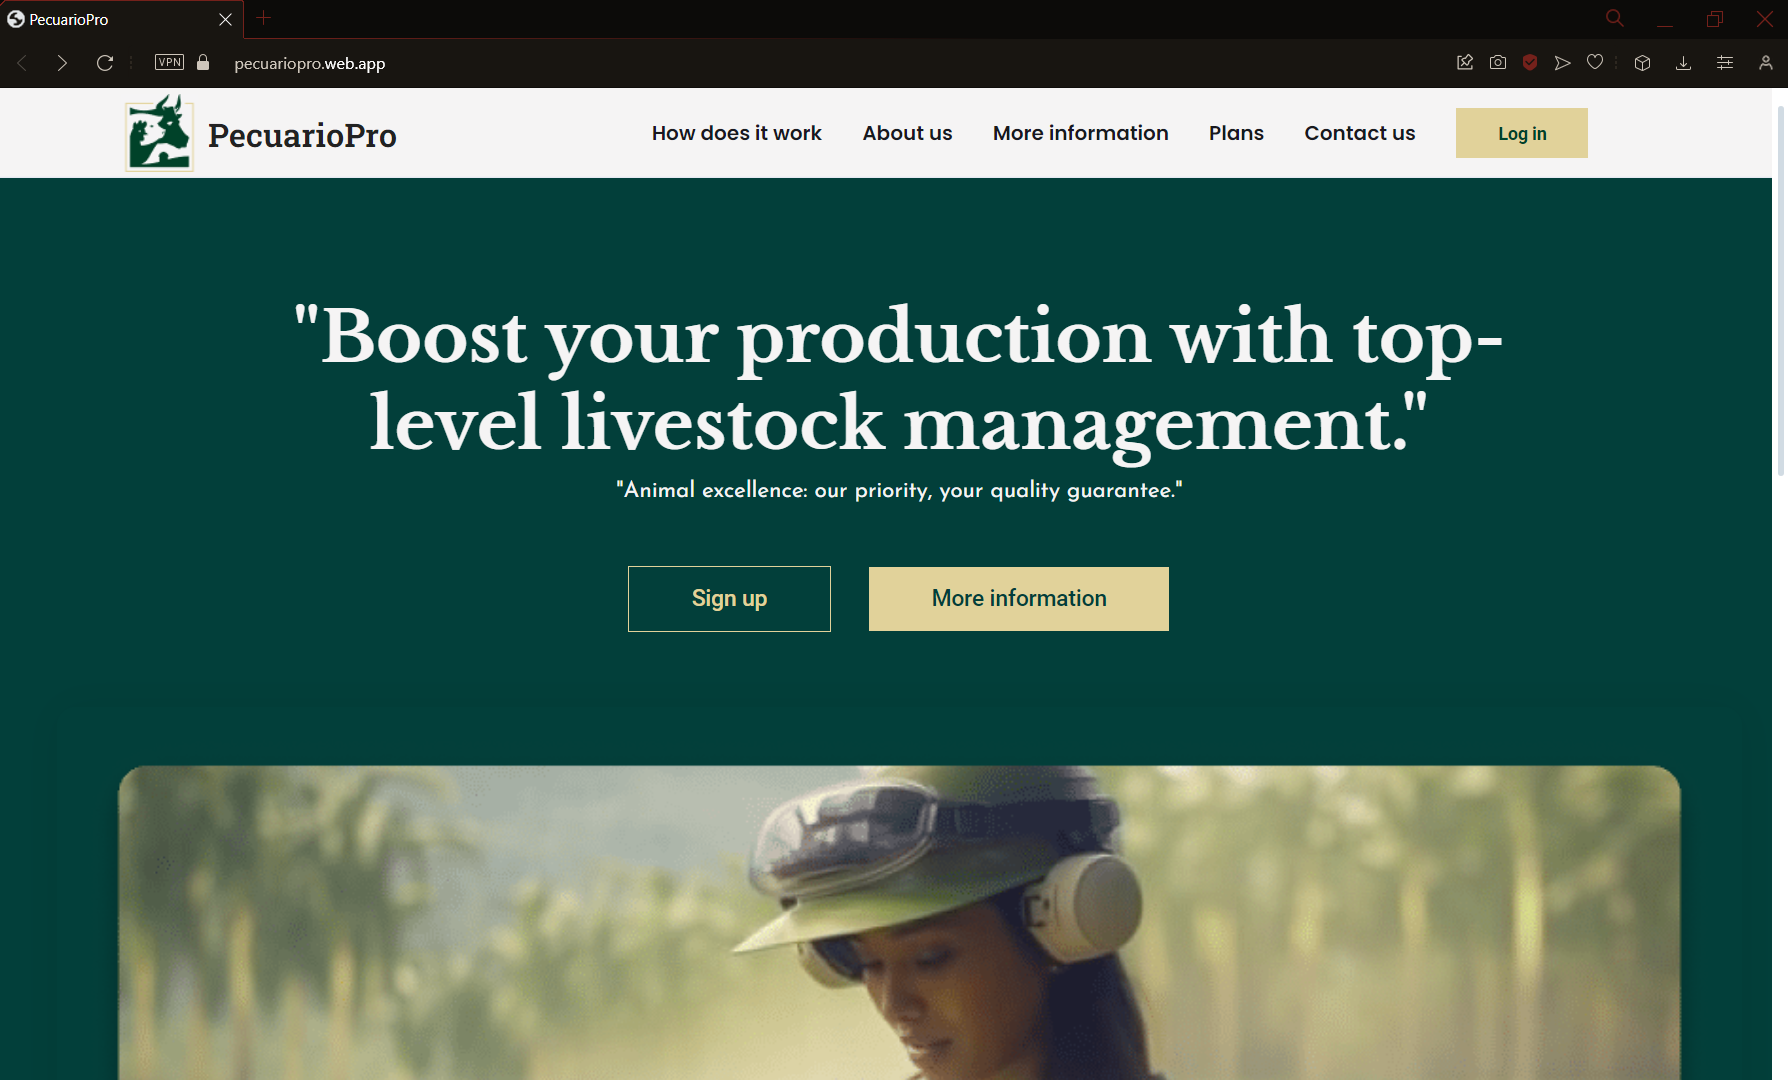 PecuarioPro
VPN
pecuariopro.web.app
PecuarioPro
How does it work
About us
More information
Plans
Contact us
Log in
"Boost your production with top-
level livestock management."
"Animal excellence: our priority, your quality guarantee."
Sign up
More information